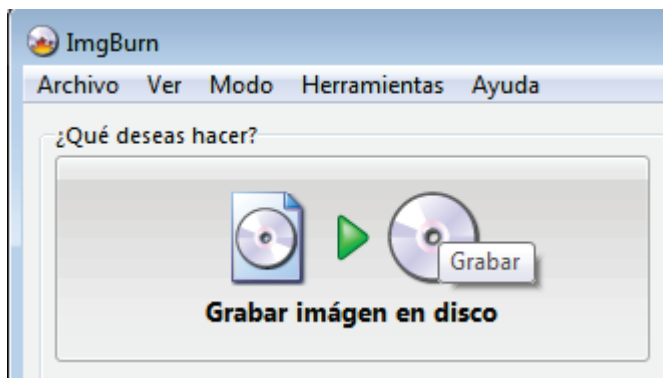 ImgBurn
Archivo Ver Modo Herramientas Ayuda
¿Qué deseas hacer?
Grabar
Grabar imágen en disco